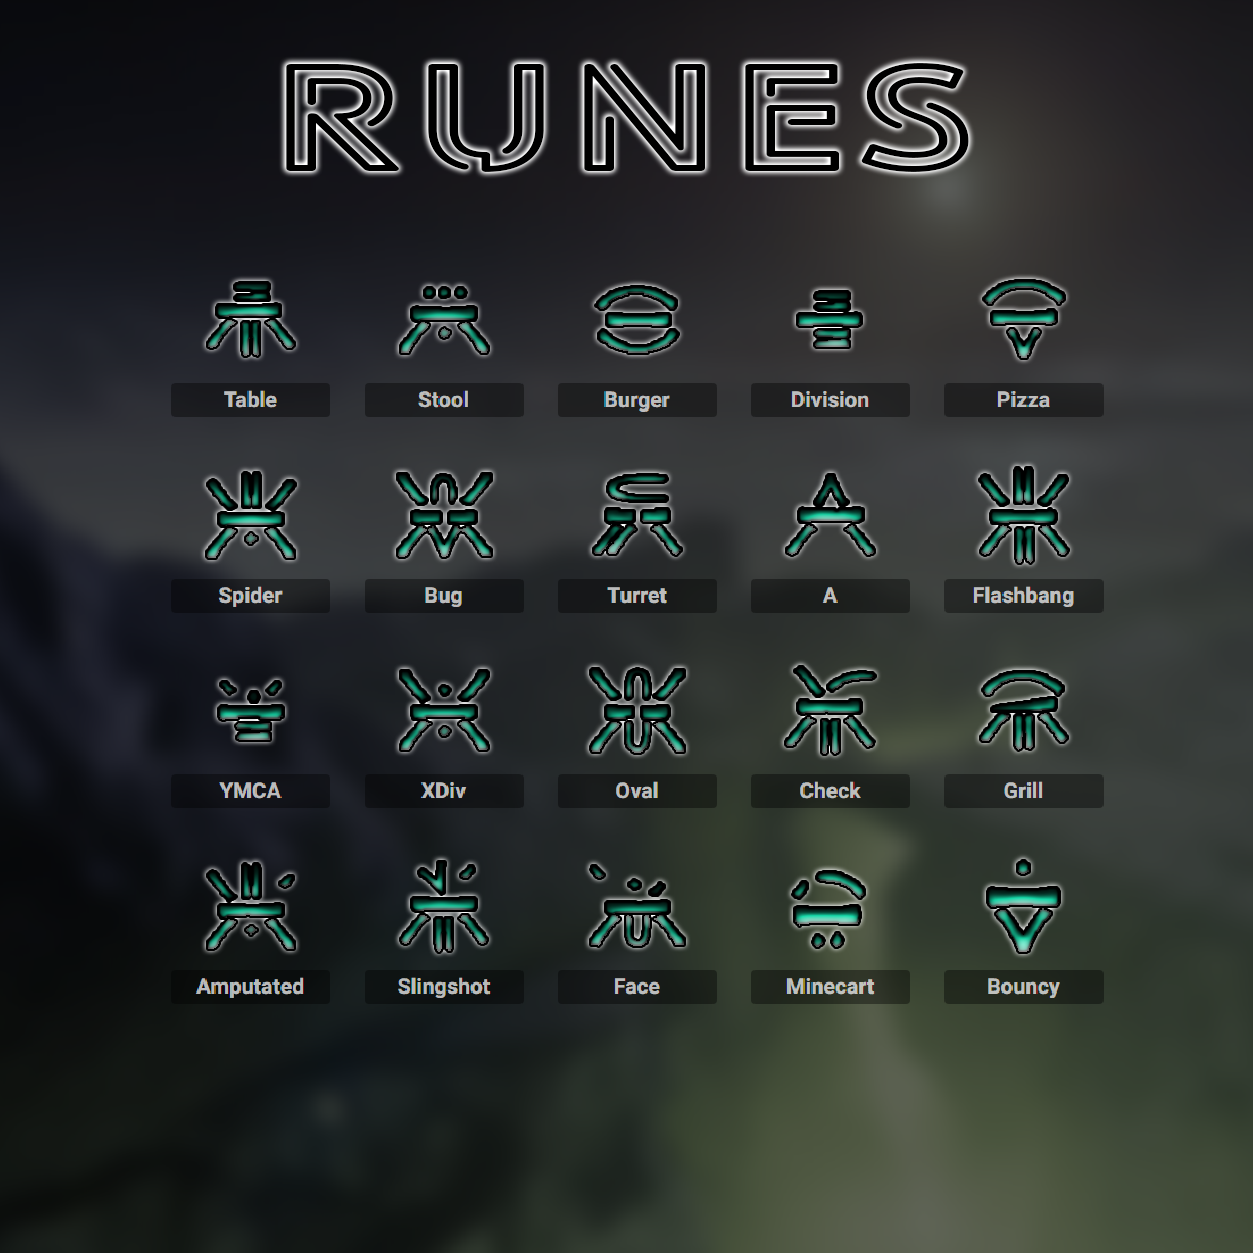 RUNES
Table Stool Burger Division Pizza
Spider Bug Turret A Flashbang
YMCA XDiv Oval Check Grill
Amputated Slingshot Face Minecart Bouncy